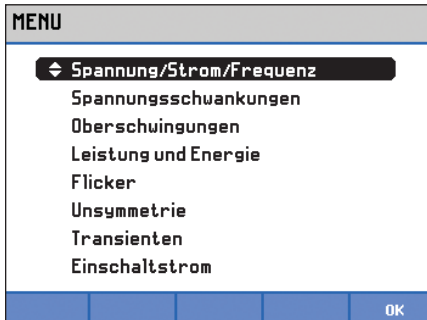 MENU
Spannung/Strom/Frequenz
Spannungsschwankungen
Oberschwingungen
Leistung und Energie
Flicker
Unsymmetrie
Transienten
Einschaltstrom
OK